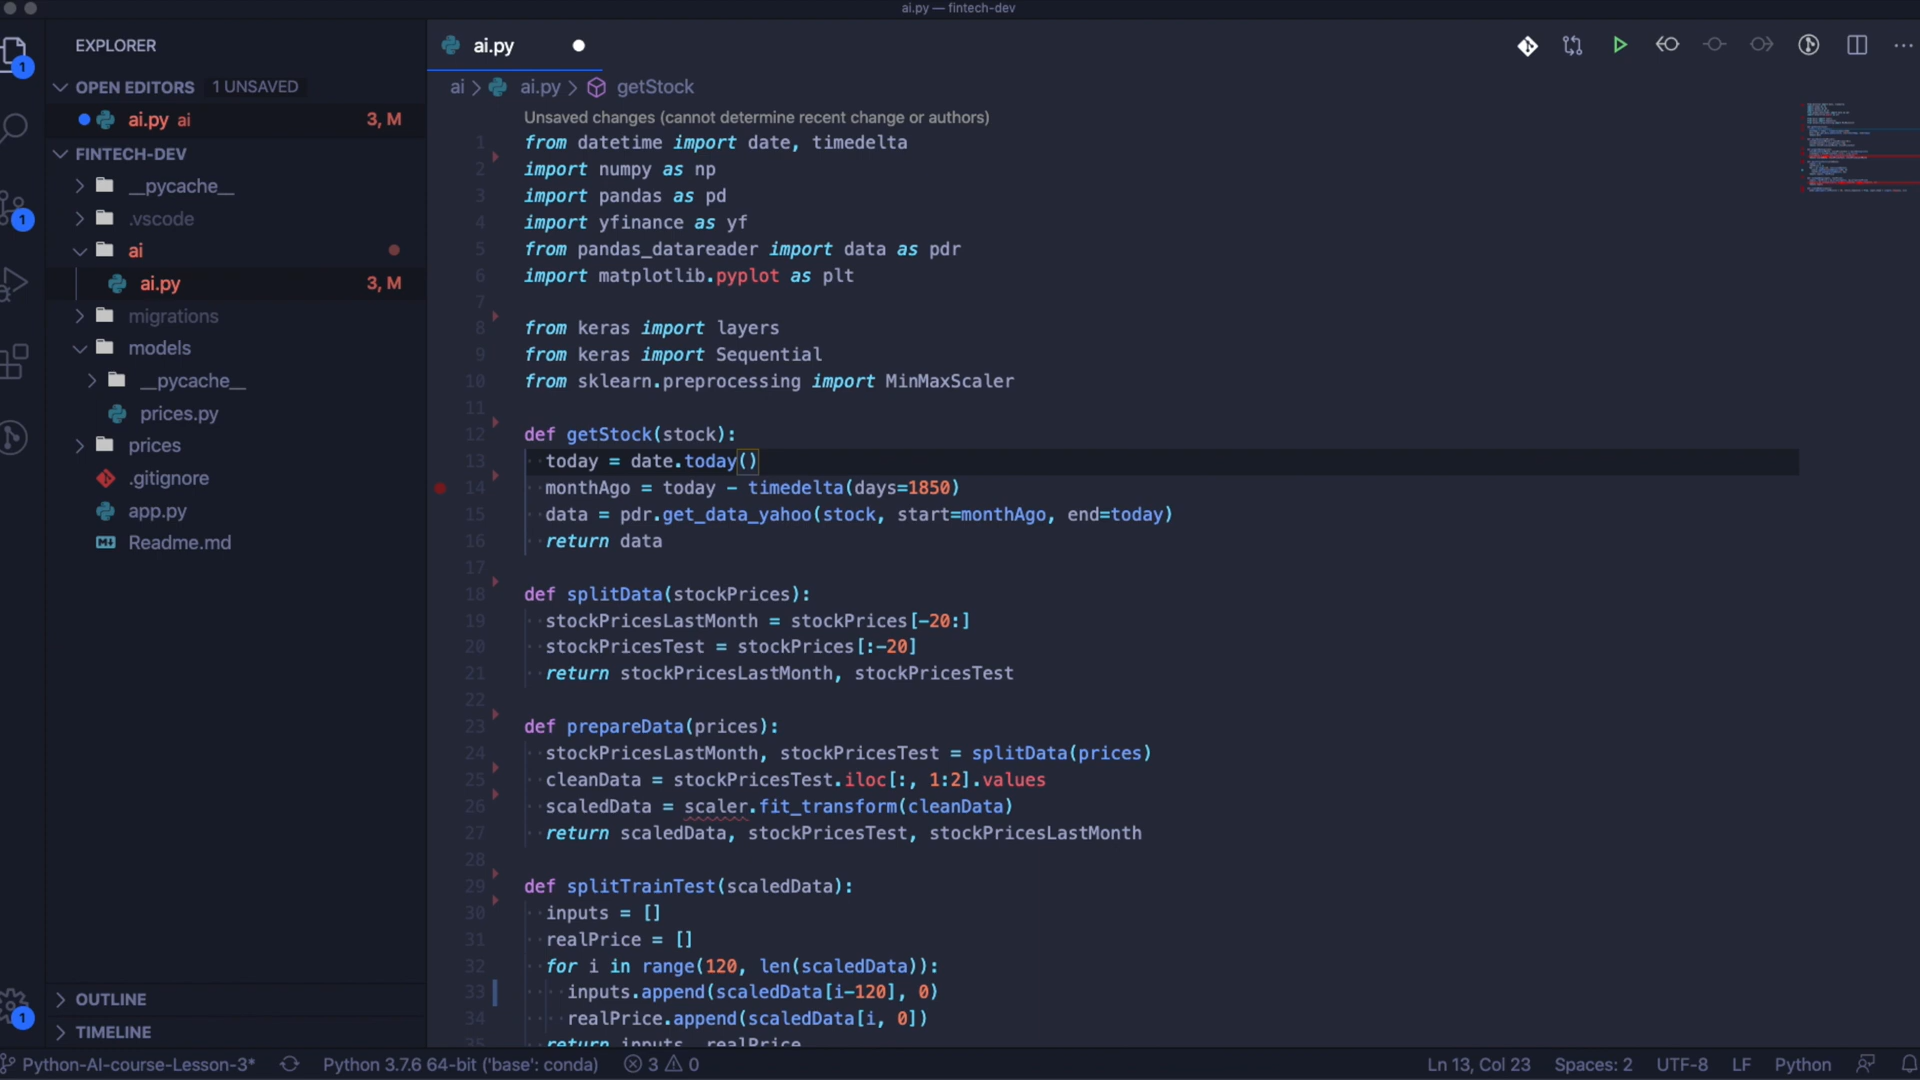 ai.py — fintech-dev
EXPLORER
OPEN EDITORS 1 UNSAVED
ai.py ai 3, M
FINTECH-DEV
__pycache__
.vscode
ai
ai.py 3, M
migrations
models
__pycache__
prices.py
prices
.gitignore
app.py
Readme.md
OUTLINE
TIMELINE
1
1
1
ai.py
ai > ai.py > getStock
Unsaved changes (cannot determine recent change or authors)
1 from datetime import date, timedelta
2 import numpy as np
3 import pandas as pd
4 import yfinance as yf
5 from pandas_datareader import data as pdr
6 import matplotlib.pyplot as plt
7
8 from keras import layers
9 from keras import Sequential
10 from sklearn.preprocessing import MinMaxScaler
11
12 def getStock(stock):
13 today = date.today()
14 monthAgo = today - timedelta(days=1850)
15 data = pdr.get_data_yahoo(stock, start=monthAgo, end=today)
16 return data
17
18 def splitData(stockPrices):
19 stockPricesLastMonth = stockPrices[-20:]
20 stockPricesTest = stockPrices[:-20]
21 return stockPricesLastMonth, stockPricesTest
22
23 def prepareData(prices):
24 stockPricesLastMonth, stockPricesTest = splitData(prices)
25 cleanData = stockPricesTest.iloc[:, 1:2].values
26 scaledData = scaler.fit_transform(cleanData)
27 return scaledData, stockPricesTest, stockPricesLastMonth
28
29 def splitTrainTest(scaledData):
30 inputs = []
31 realPrice = []
32 for i in range(120, len(scaledData)):
33 inputs.append(scaledData[i-120], 0)
34 realPrice.append(scaledData[i, 0])
return inputs, realPrice
Python-AI-course-Lesson-3* Python 3.7.6 64-bit ('base': conda) 3 0 Ln 13, Col 23 Spaces: 2 UTF-8 LF Python